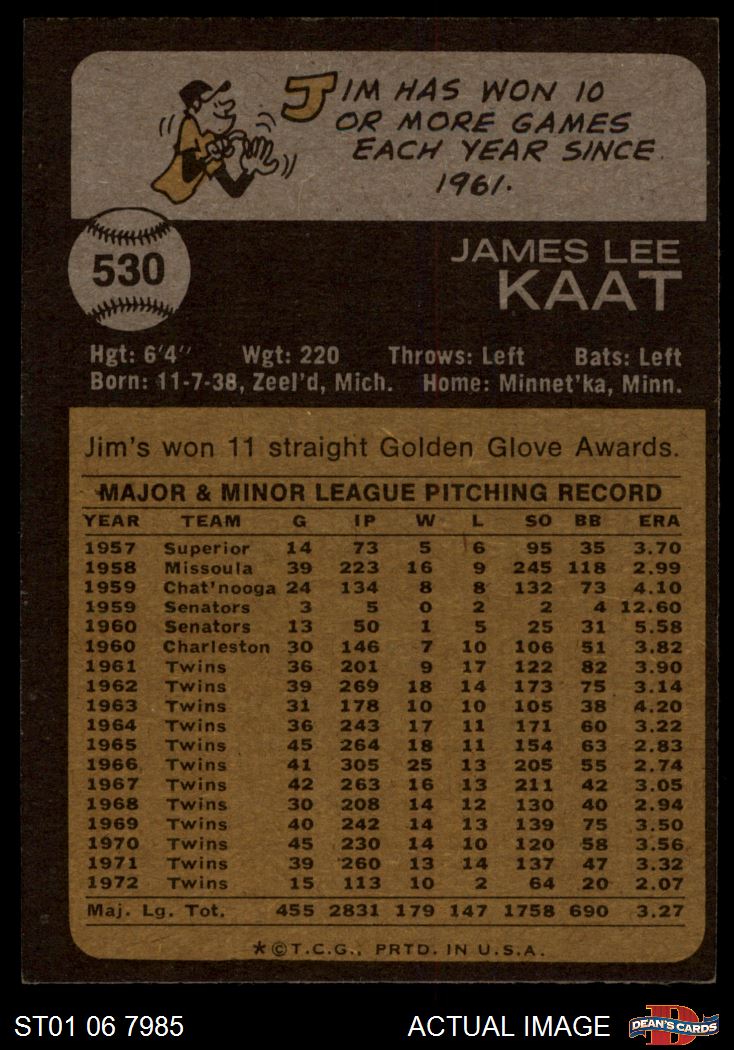 JIM HAS WON 10
OR MORE GAMES
EACH YEAR SINCE
1961.
530
JAMES LEE
KAAT
Hgt: 6'4" Wgt: 220 Throws: Left Bats: Left
Born: 11-7-38, Zeel'd, Mich. Home: Minnet'ka, Minn.
Jim's won 11 straight Golden Glove Awards.
MAJOR & MINOR LEAGUE PITCHING RECORD
YEAR TEAM G IP W L SO BB ERA
1957 Superior 14 73 5 6 95 35 3.70
1958 Missoula 39 223 16 9 245 118 2.99
1959 Chat'nooga 24 134 8 8 132 73 4.10
1959 Senators 3 5 0 2 2 4 12.60
1960 Senators 13 50 1 5 25 31 5.58
1960 Charleston 30 146 7 10 106 51 3.82
1961 Twins 36 201 9 17 122 82 3.90
1962 Twins 39 269 18 14 173 75 3.14
1963 Twins 31 178 10 10 105 38 4.20
1964 Twins 36 243 17 11 171 60 3.22
1965 Twins 45 264 18 11 154 63 2.83
1966 Twins 41 305 25 13 205 55 2.74
1967 Twins 42 263 16 13 211 42 3.05
1968 Twins 30 208 14 12 130 40 2.94
1969 Twins 40 242 14 13 139 75 3.50
1970 Twins 45 230 14 10 120 58 3.56
1971 Twins 39 260 13 14 137 47 3.32
1972 Twins 15 113 10 2 64 20 2.07
Maj. Lg. Tot. 455 2831 179 147 1758 690 3.27
*©T.C.G., PRTD. IN U.S.A.
ST01 06 7985 ACTUAL IMAGE
D
DEAN'S CARDS